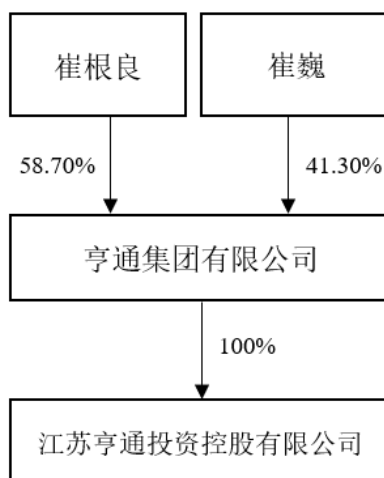 崔根良
崔巍
58.70%
41.30%
亨通集团有限公司
100%
江苏亨通投资控股有限公司